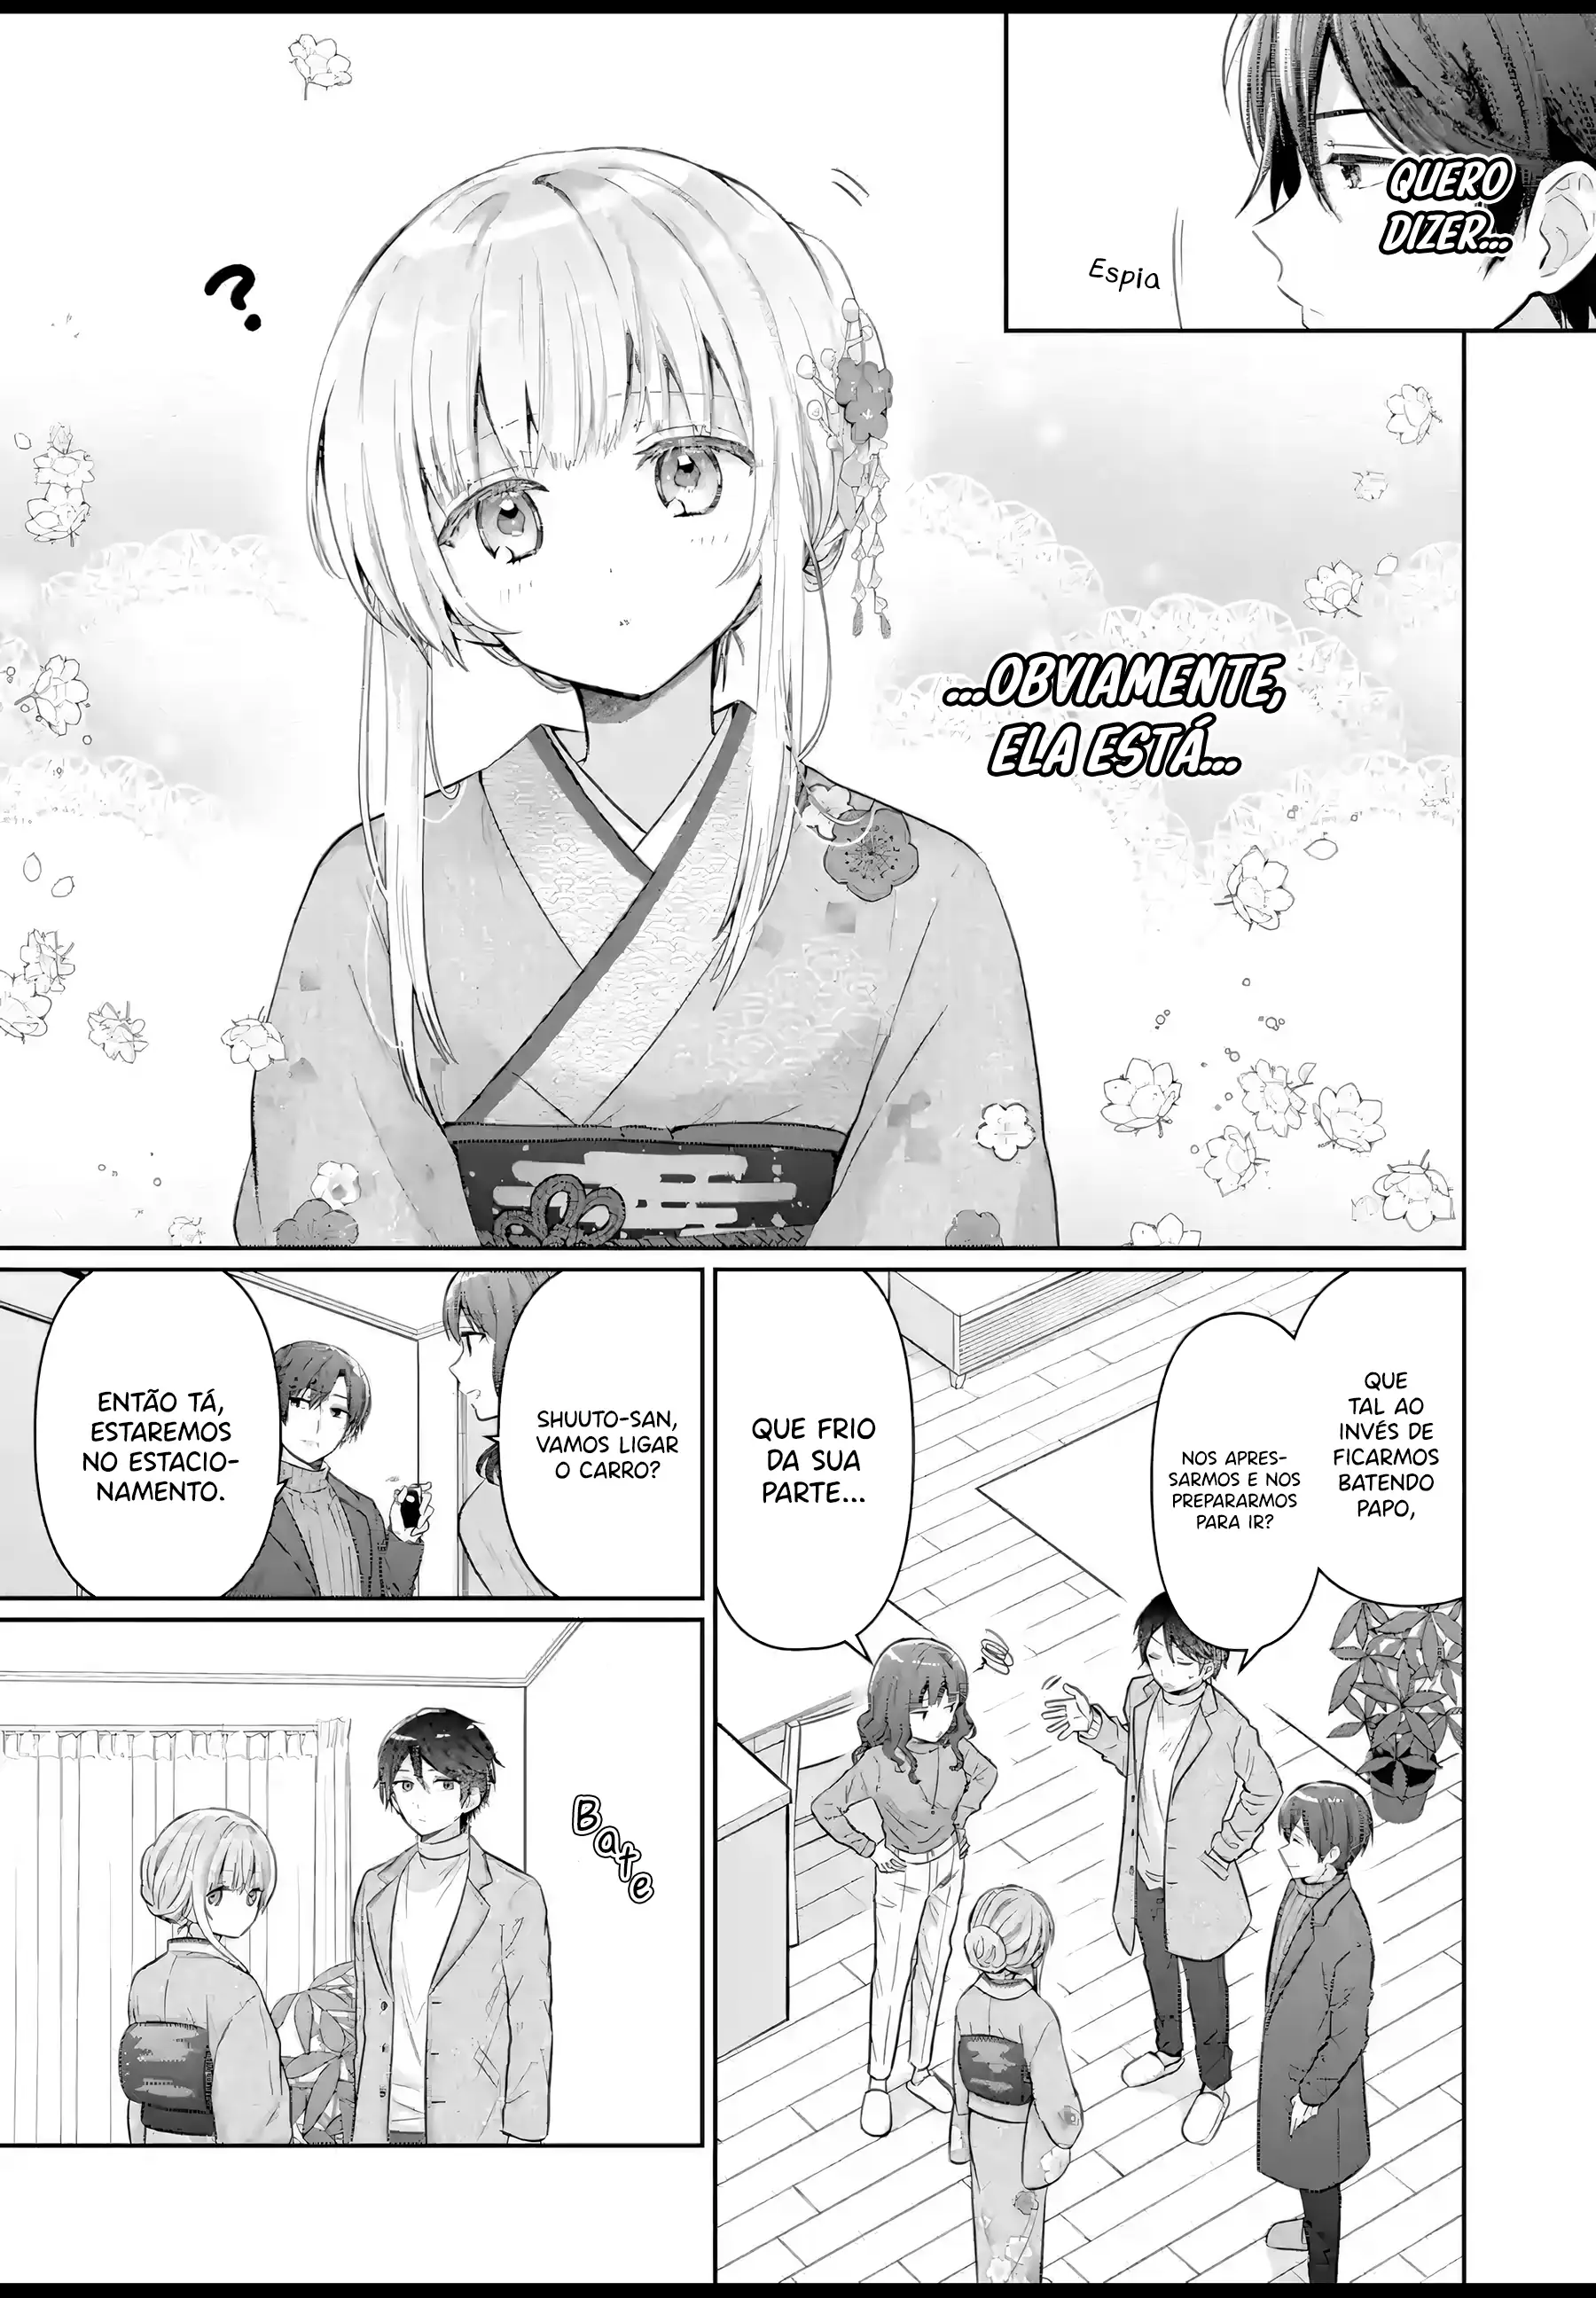 QUERO
DIZER...
Espia
?
...OBVIAMENTE,
ELA ESTÁ...
QUE
TAL AO
INVÉS DE
FICARMOS
BATENDO
PAPO,
NOS APRES-
SARMOS E NOS
PREPARARMOS
PARA IR?
QUE FRIO
DA SUA
PARTE...
SHUUTO-SAN,
VAMOS LIGAR
O CARRO?
ENTÃO TÁ,
ESTAREMOS
NO ESTACIO-
NAMENTO.
Bate